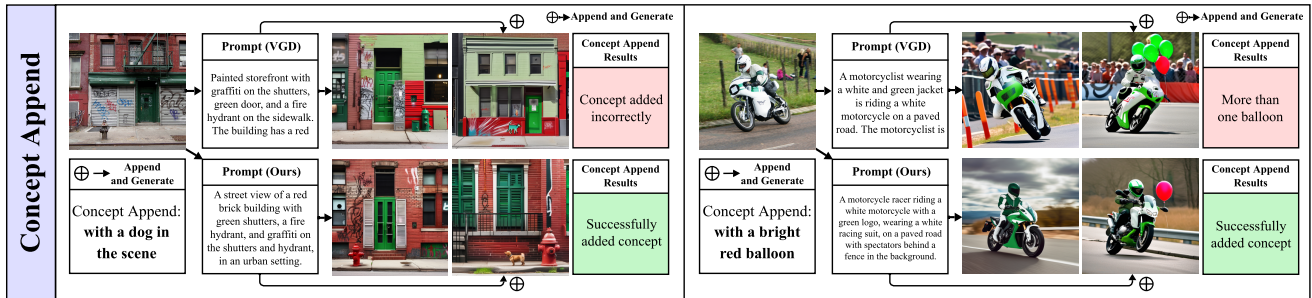 Concept Append
⊕→Append and Generate
Prompt (VGD)
Painted storefront with
graffiti on the shutters,
green door, and a fire
hydrant on the sidewalk.
The building has a red
Concept Append
Results
Concept added
incorrectly
⊕ → Append
and Generate
Concept Append:
with a dog in
the scene
Prompt (Ours)
A street view of a red
brick building with
green shutters, a fire
hydrant, and graffiti on
the shutters and hydrant,
in an urban setting.
Concept Append
Results
Successfully
added concept
⊕→Append and Generate
Prompt (VGD)
A motorcyclist wearing
a white and green jacket
is riding a white
motorcycle on a paved
road. The motorcyclist is
Concept Append
Results
More than
one balloon
⊕ → Append
and Generate
Concept Append:
with a bright
red balloon
Prompt (Ours)
A motorcycle racer riding a
white motorcycle with a
green logo, wearing a white
racing suit, on a paved road
with spectators behind a
fence in the background.
Concept Append
Results
Successfully
added concept